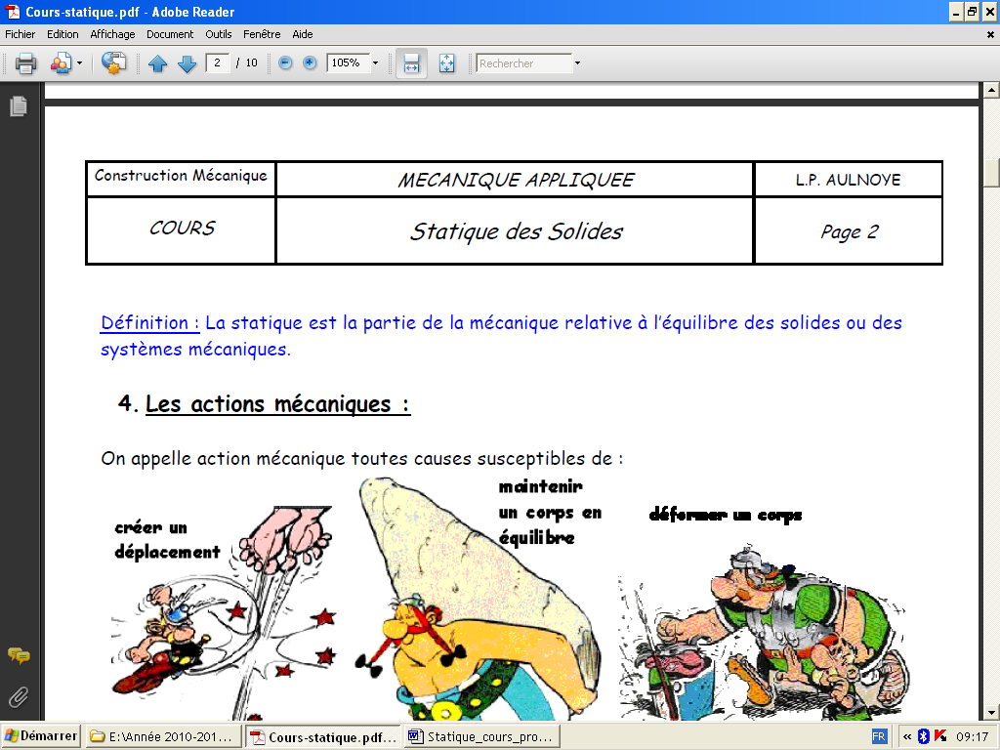 Cours-statique.pdf - Adobe Reader
Fichier Edition Affichage Document Outils Fenêtre Aide
2 / 10 105% Rechercher
Construction Mécanique MECANIQUE APPLIQUEE L.P. AULNOYE
COURS Statique des Solides Page 2
Définition : La statique est la partie de la mécanique relative à l'équilibre des solides ou des
systèmes mécaniques.
4. Les actions mécaniques :
On appelle action mécanique toutes causes susceptibles de :
créer un
déplacement
maintenir
un corps en
équilibre
déformer un corps
Démarrer E:\Année 2010-201... Cours-statique.pdf... Statique_cours_pro... FR « 09:17